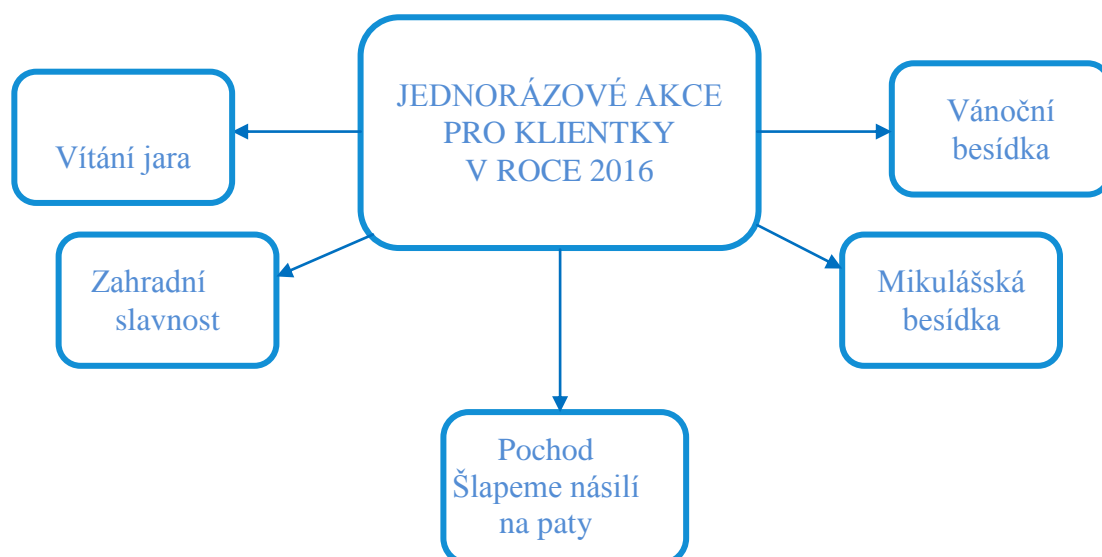 JEDNORÁZOVÉ AKCE
PRO KLIENTKY
V ROCE 2016
Vítání jara
Vánoční
besídka
Zahradní
slavnost
Mikulášská
besídka
Pochod
Šlapeme násilí
na paty